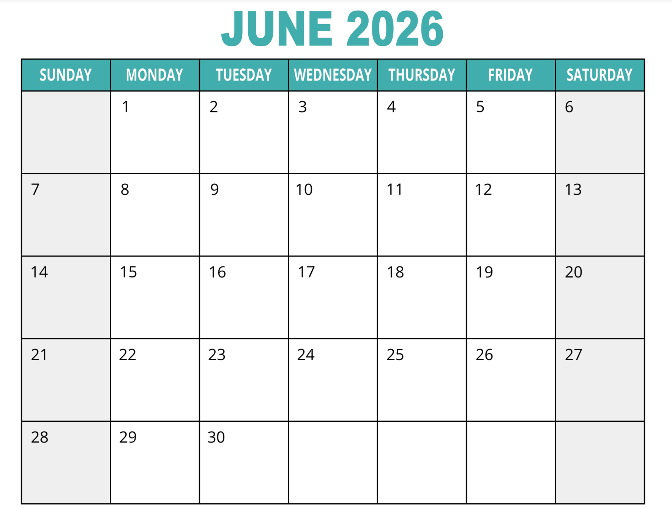 JUNE 2026
SUNDAY MONDAY TUESDAY WEDNESDAY THURSDAY FRIDAY SATURDAY
1 2 3 4 5 6
7 8 9 10 11 12 13
14 15 16 17 18 19 20
21 22 23 24 25 26 27
28 29 30